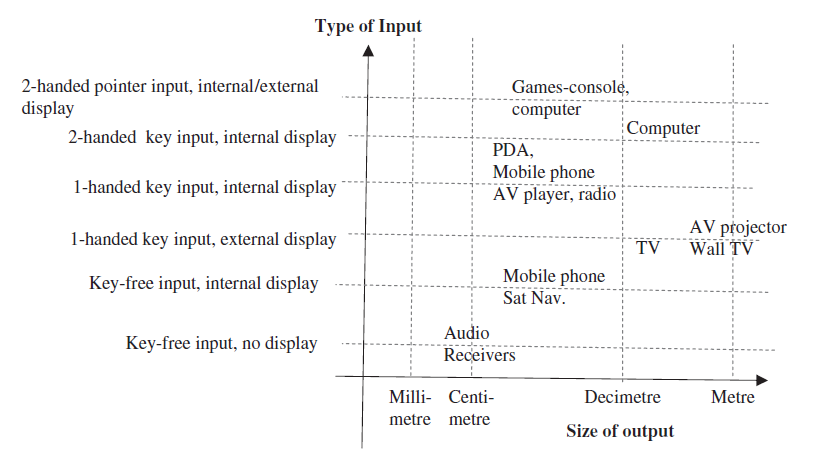 Type of Input
2-handed pointer input, internal/external
display
Games-console,
computer
2-handed key input, internal display
Computer
PDA,
Mobile phone
1-handed key input, internal display
AV player, radio
AV projector
1-handed key input, external display
TV
Wall TV
Key-free input, internal display
Mobile phone
Sat Nav.
Audio
Key-free input, no display
Receivers
Milli-
metre
Centi-
metre
Decimetre
Metre
Size of output